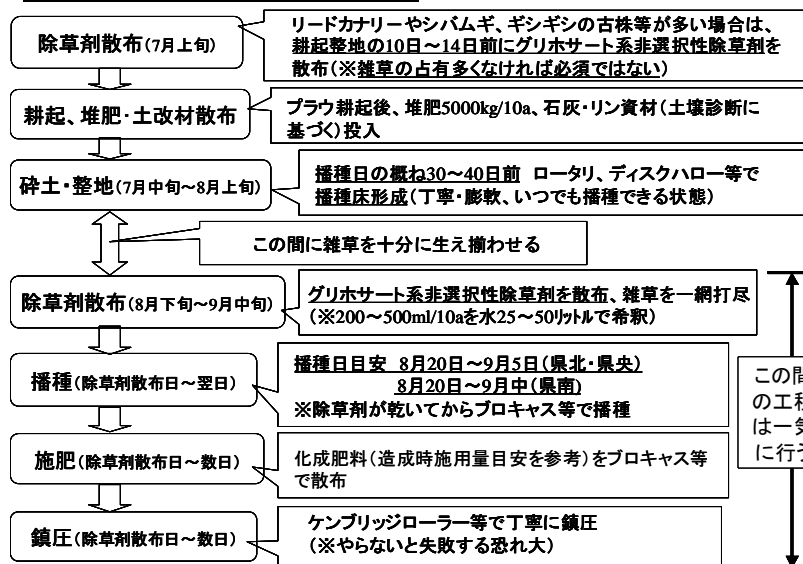 除草剤散布(7月上旬)
リードカナリーやシバムギ、ギシギシの古株等が多い場合は、
耕起整地の10日～14日前にグリホサート系非選択性除草剤を
散布(※雑草の占有多くなければ必須ではない)
耕起、堆肥・土改材散布
プラウ耕起後、堆肥5000kg/10a、石灰・リン資材(土壌診断に
基づく)投入
砕土・整地(7月中旬～8月上旬)
播種日の概ね30～40日前 ロータリ、ディスクハロー等で
播種床形成(丁寧・膨軟、いつでも播種できる状態)
この間に雑草を十分に生え揃わせる
除草剤散布(8月下旬～9月中旬)
グリホサート系非選択性除草剤を散布、雑草を一網打尽
(※200～500ml/10aを水25～50リットルで希釈)
播種(除草剤散布日～翌日)
播種日目安 8月20日～9月5日(県北・県央)
8月20日～9月中(県南)
※除草剤が乾いてからブロキャス等で播種
施肥(除草剤散布日～数日)
化成肥料(造成時施用量目安を参考)をブロキャス等
で散布
鎮圧(除草剤散布日～数日)
ケンブリッジローラー等で丁寧に鎮圧
(※やらないと失敗する恐れ大)
この間
の工程
は一気
に行う